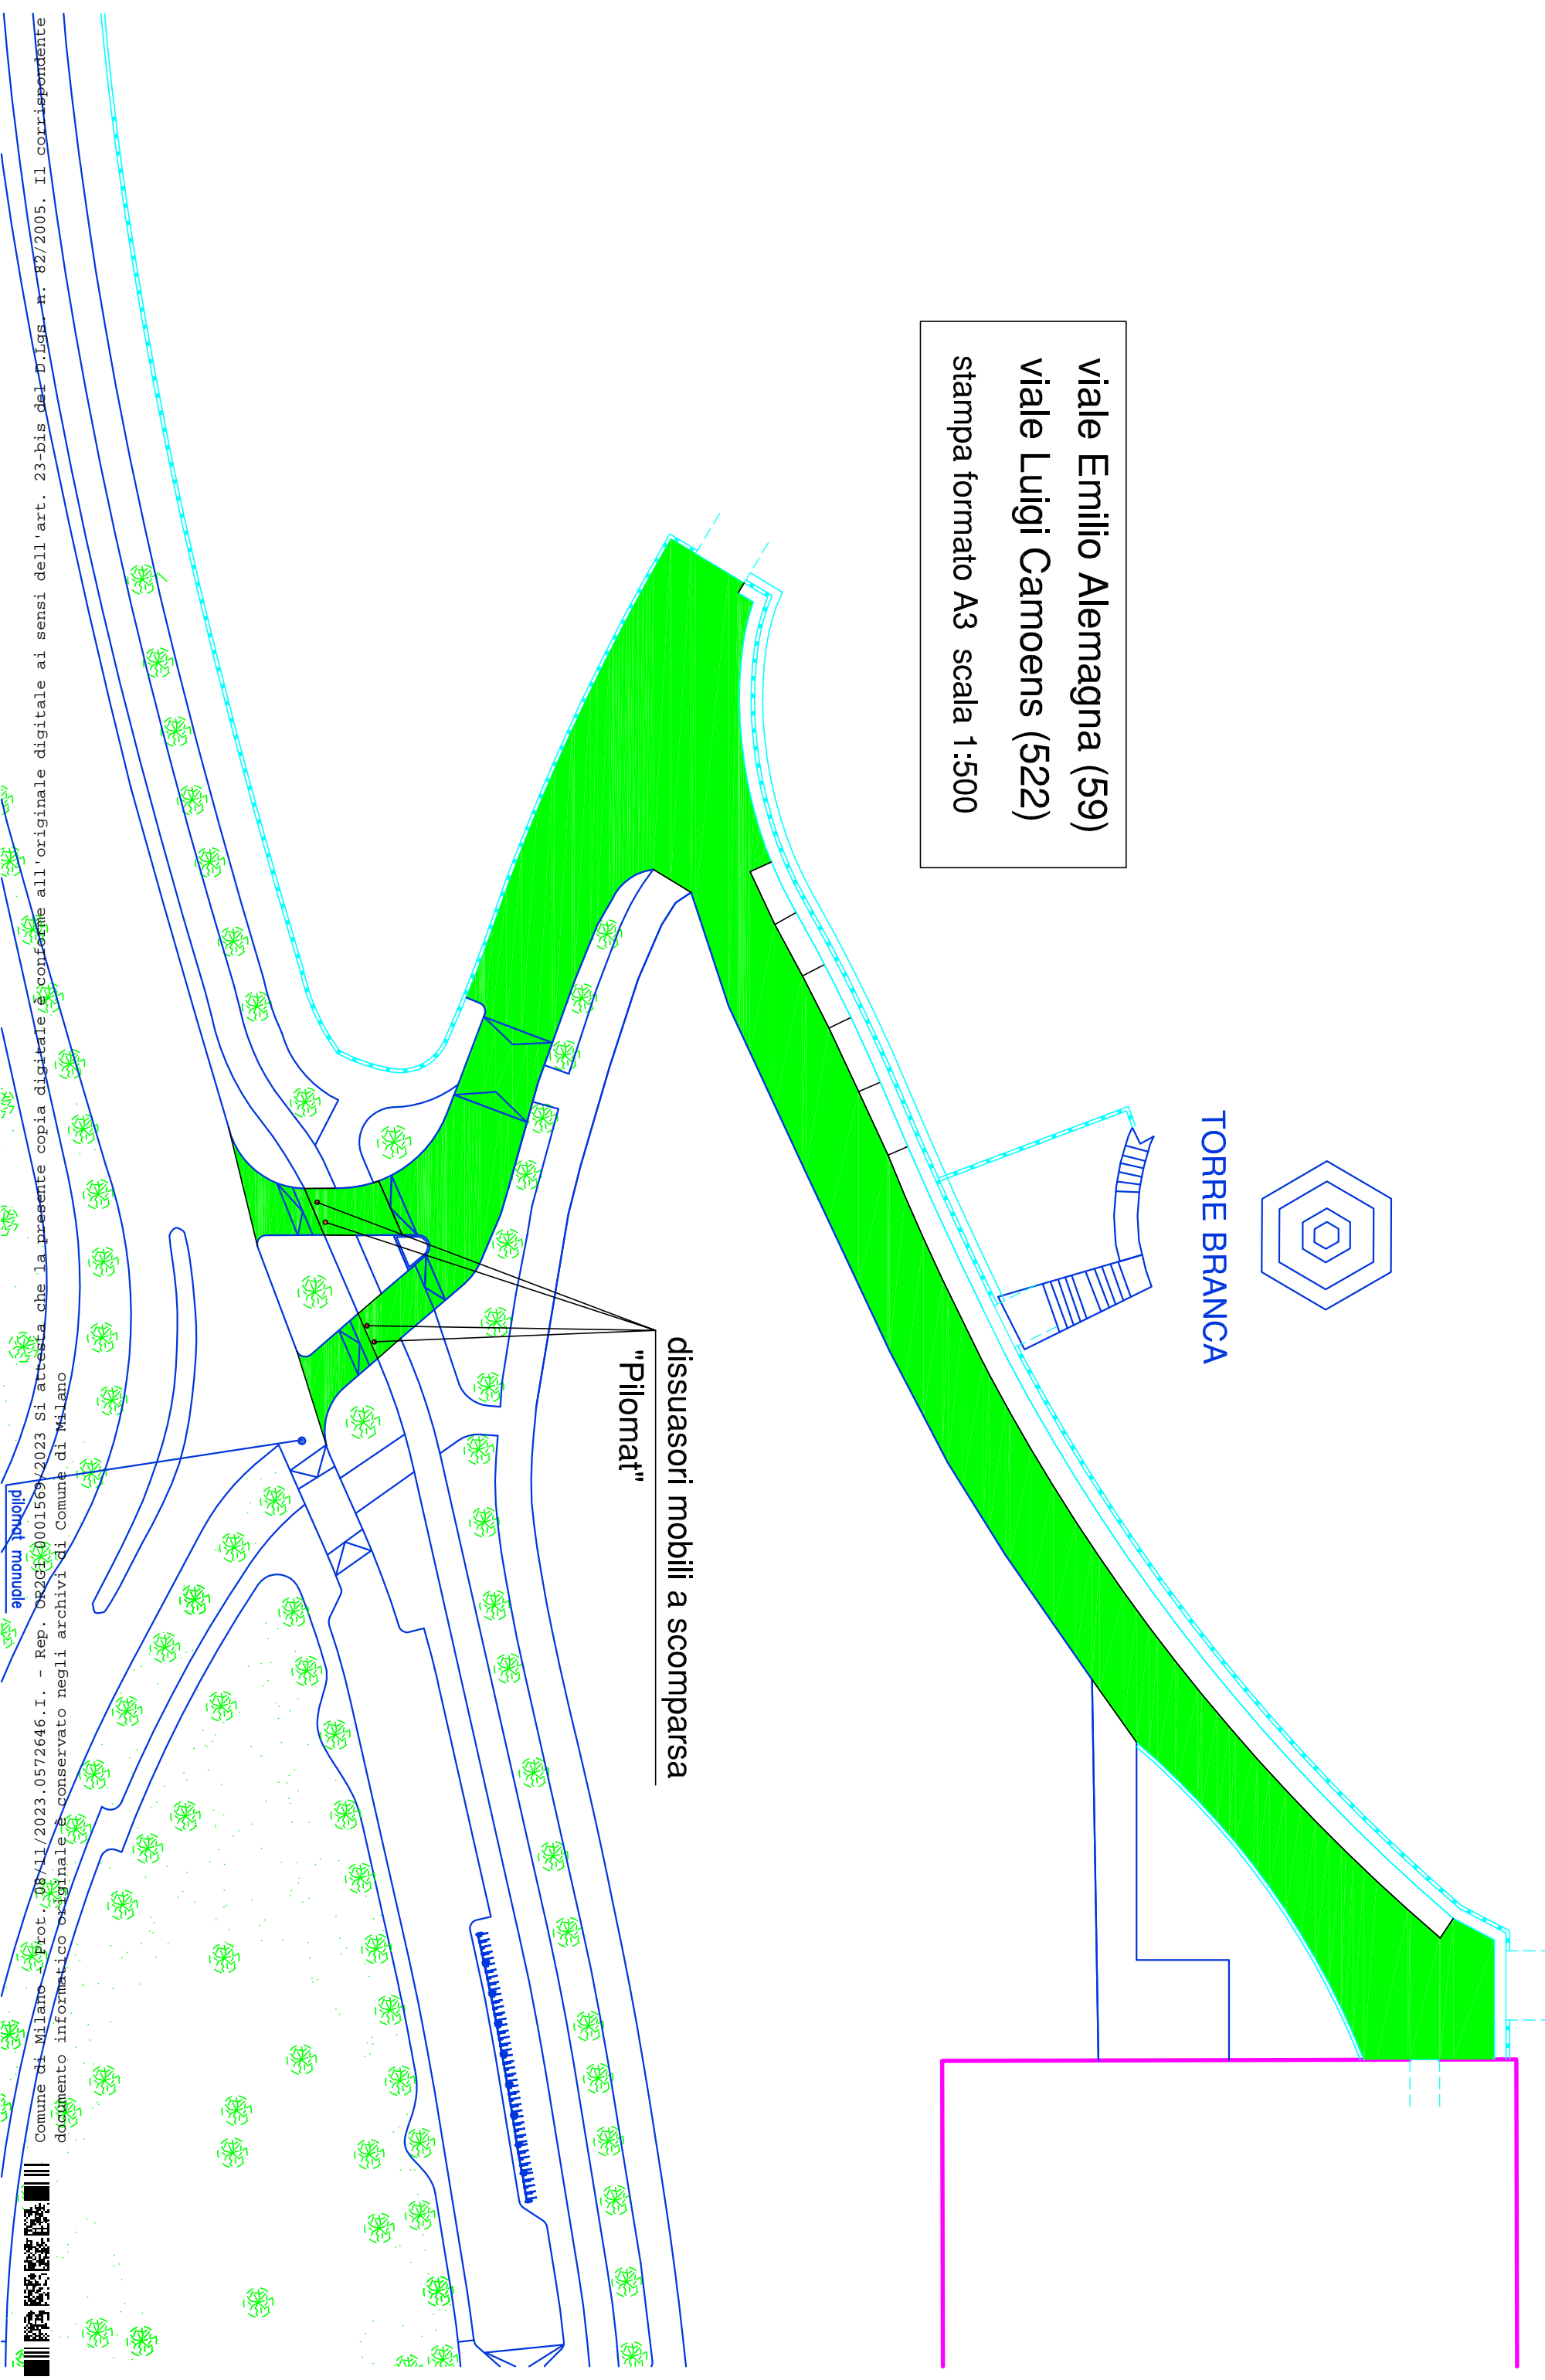 viale Emilio Alemagna (59)
viale Luigi Camoens (522)
stampa formato A3 scala 1:500
TORRE BRANCA
dissuasori mobili a scomparsa
"Pilomat"
pilomat manuale
Comune di Milano - Prot. 08/11/2023.0572646.I. - Rep. OR2G1 0001569/2023 Si attesta che la presente copia digitale è conforme all'originale digitale ai sensi dell'art. 23-bis del D.Lgs. n. 82/2005. Il corrispondente
documento informatico originale è conservato negli archivi di Comune di Milano